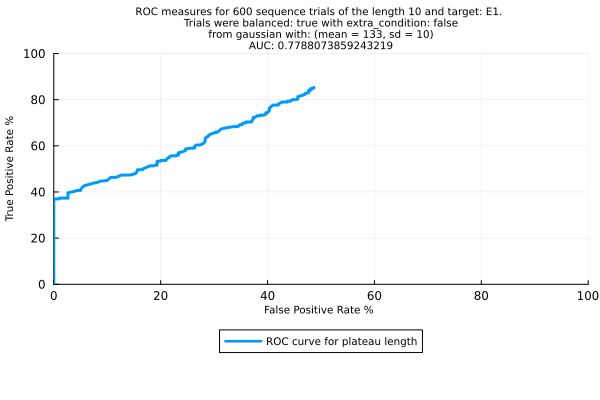 ROC measures for 600 sequence trials of the length 10 and target: E1.
Trials were balanced: true with extra_condition: false
from gaussian with: (mean = 133, sd = 10)
AUC: 0.7788073859243219
100
80
60
40
20
0
True Positive Rate %
0 20 40 60 80 100
False Positive Rate %
ROC curve for plateau length